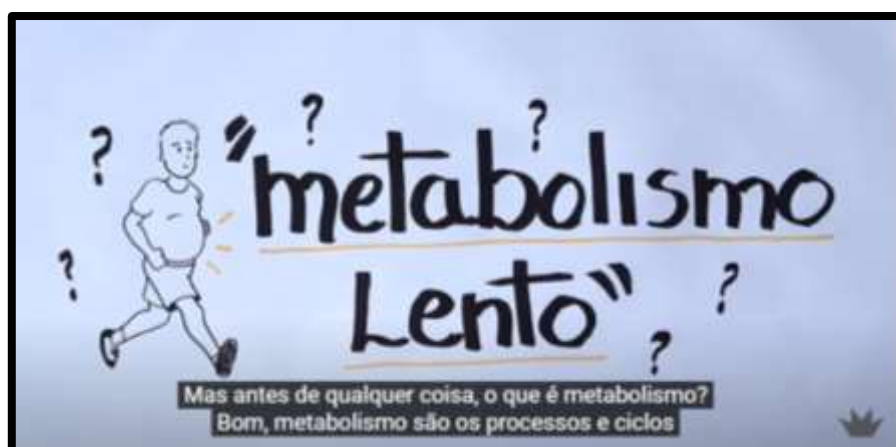 ? ? ? ? ? ?
"metabolismo
Lento"
Mas antes de qualquer coisa, o que é metabolismo?
Bom, metabolismo são os processos e ciclos